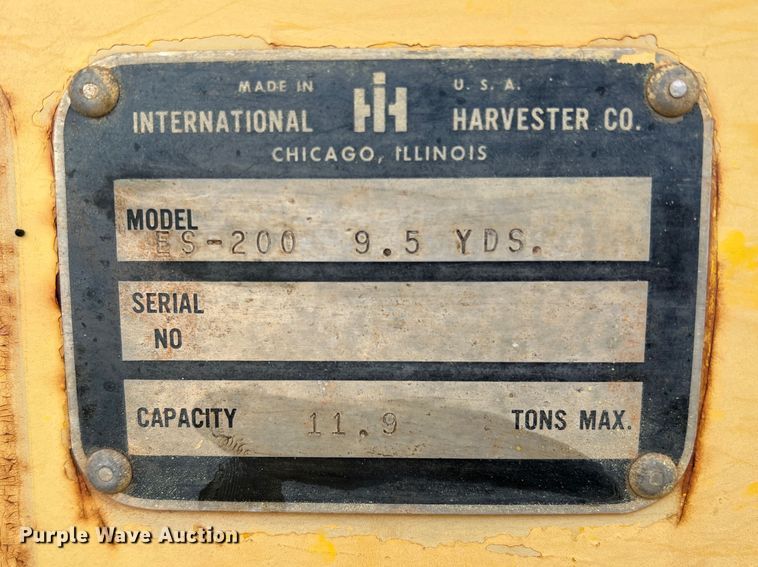 MADE IN IH U. S. A.
INTERNATIONAL HARVESTER CO.
CHICAGO, ILLINOIS
MODEL
ES-200 9.5 YDS.
SERIAL
NO
CAPACITY 11.9 TONS MAX.
Purple Wave Auction